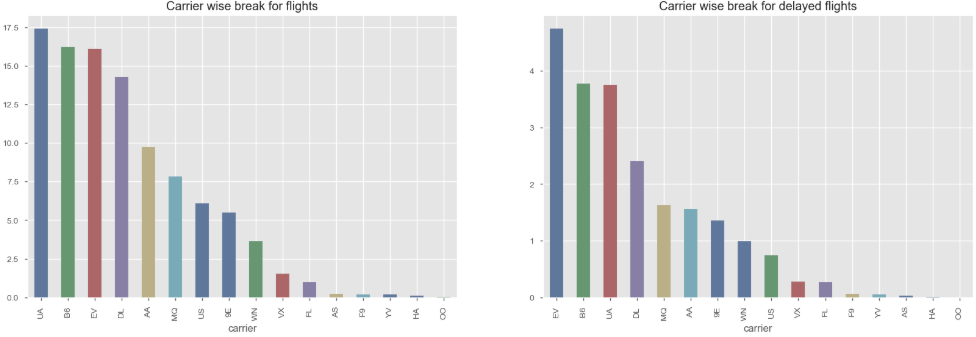 Carrier wise break for flights
17.5
15.0
12.5
10.0
7.5
5.0
2.5
0.0
UA B6 EV DL AA MQ US 9E WN VX FL AS F9 YV HA OO
carrier
Carrier wise break for delayed flights
4
3
2
1
0
EV B6 UA DL MQ AA 9E WN US VX FL F9 YV AS HA OO
carrier